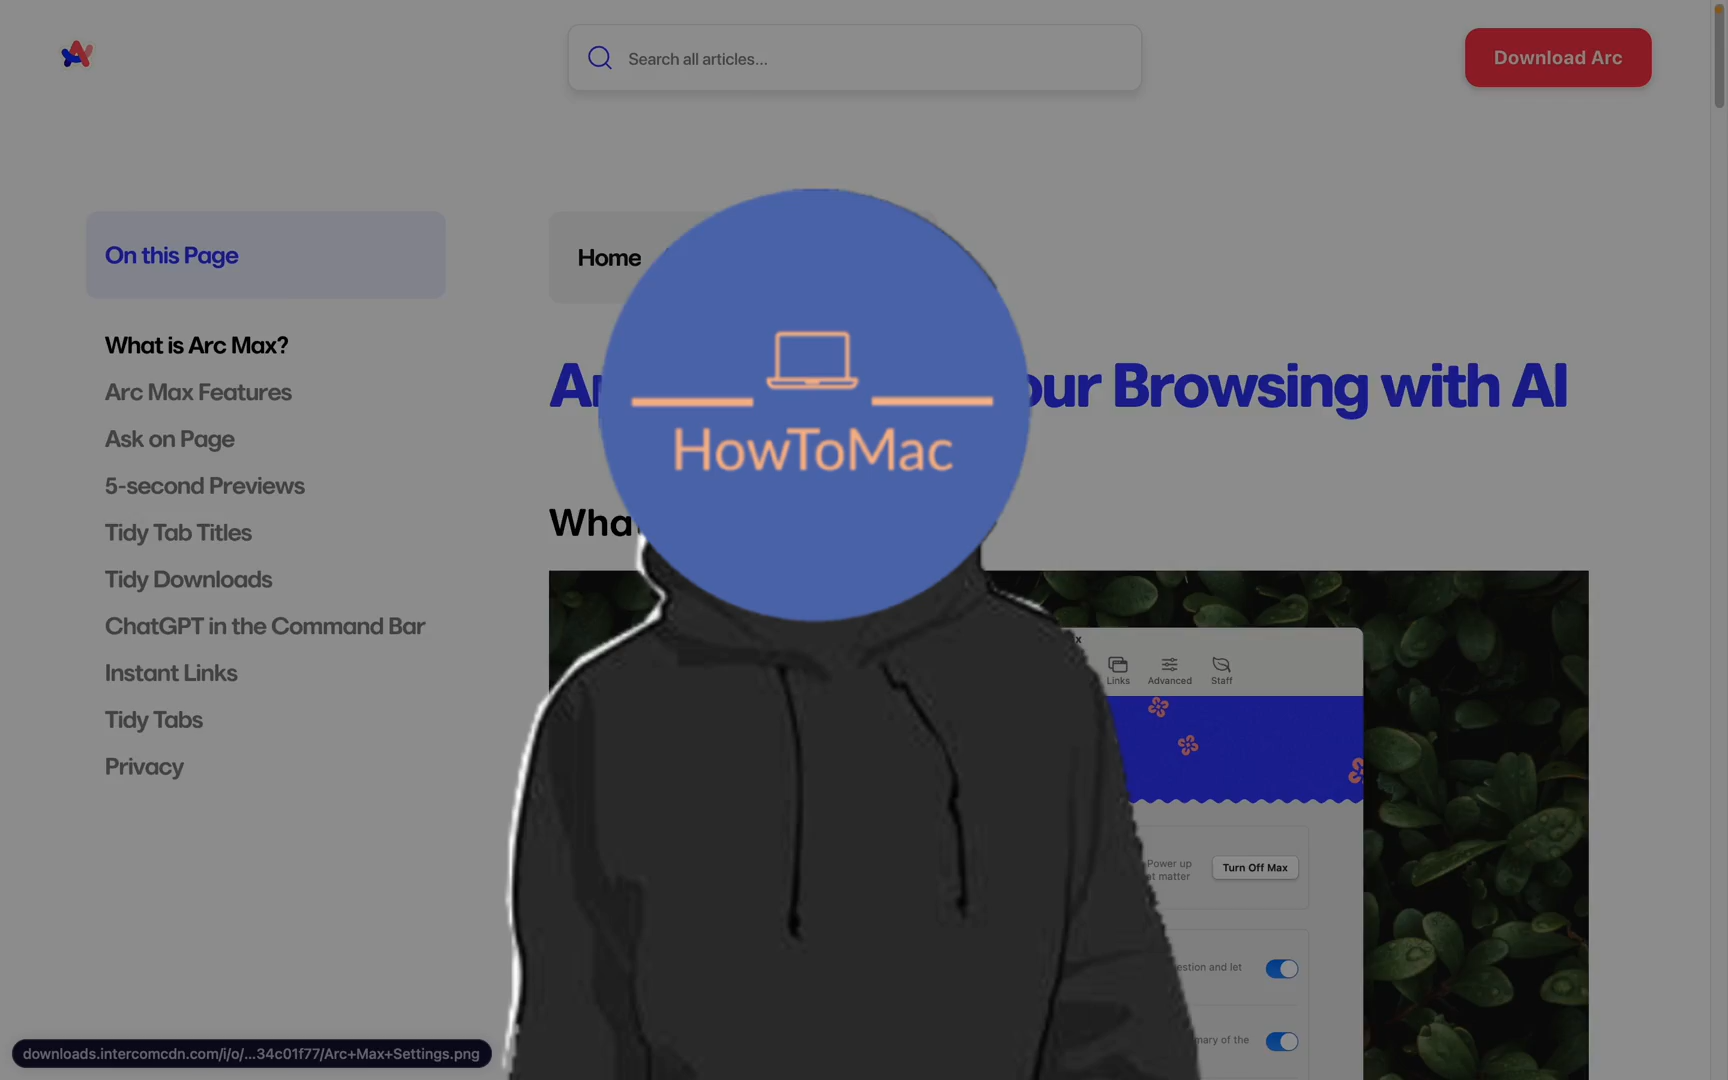 Search all articles...
Download Arc
On this Page
Home
What is Arc Max?
Arc Max Features
Ask on Page
5-second Previews
Tidy Tab Titles
Tidy Downloads
ChatGPT in the Command Bar
Instant Links
Tidy Tabs
Privacy
HowToMac
our Browsing with AI
Links
Advanced
Staff
Power up
matter
Turn Off Max
estion and let
mary of the
downloads.intercomcdn.com/i/o/...34c01f77/Arc+Max+Settings.png